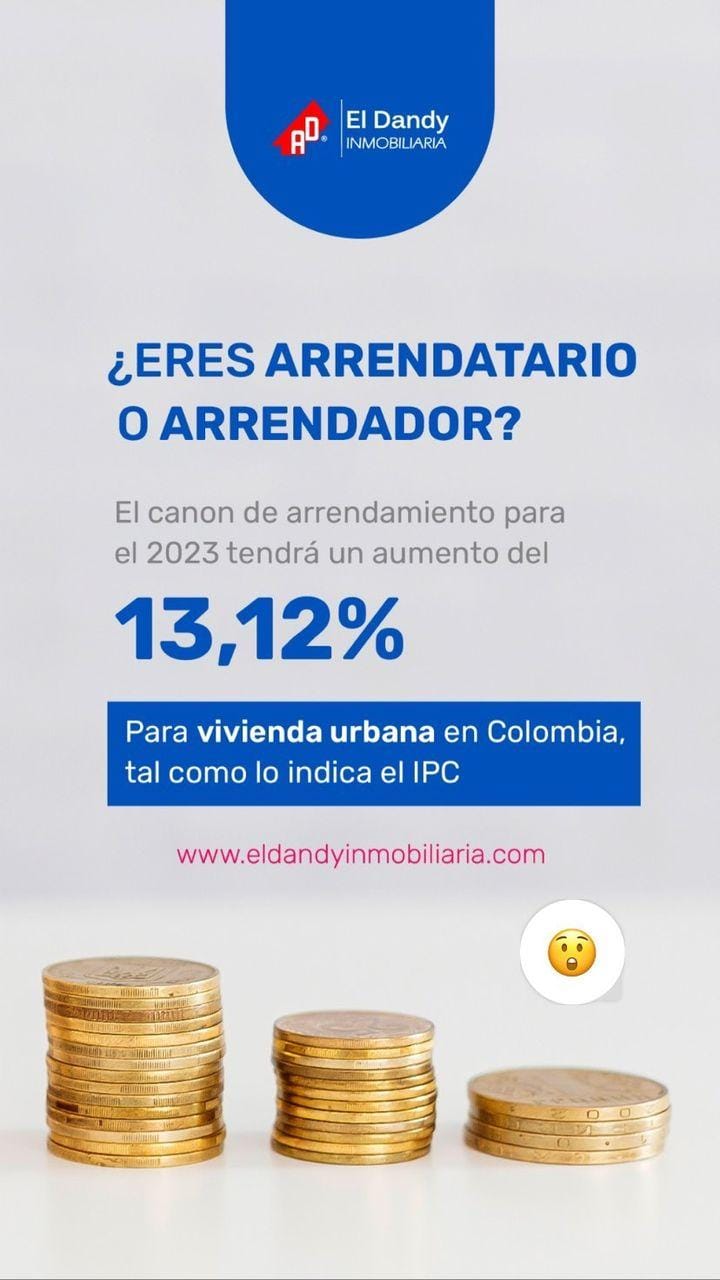 AD®
El Dandy
INMOBILIARIA
¿ERES ARRENDATARIO
O ARRENDADOR?
El canon de arrendamiento para
el 2023 tendrá un aumento del
13,12%
Para vivienda urbana en Colombia,
tal como lo indica el IPC
www.eldandyinmobiliaria.com